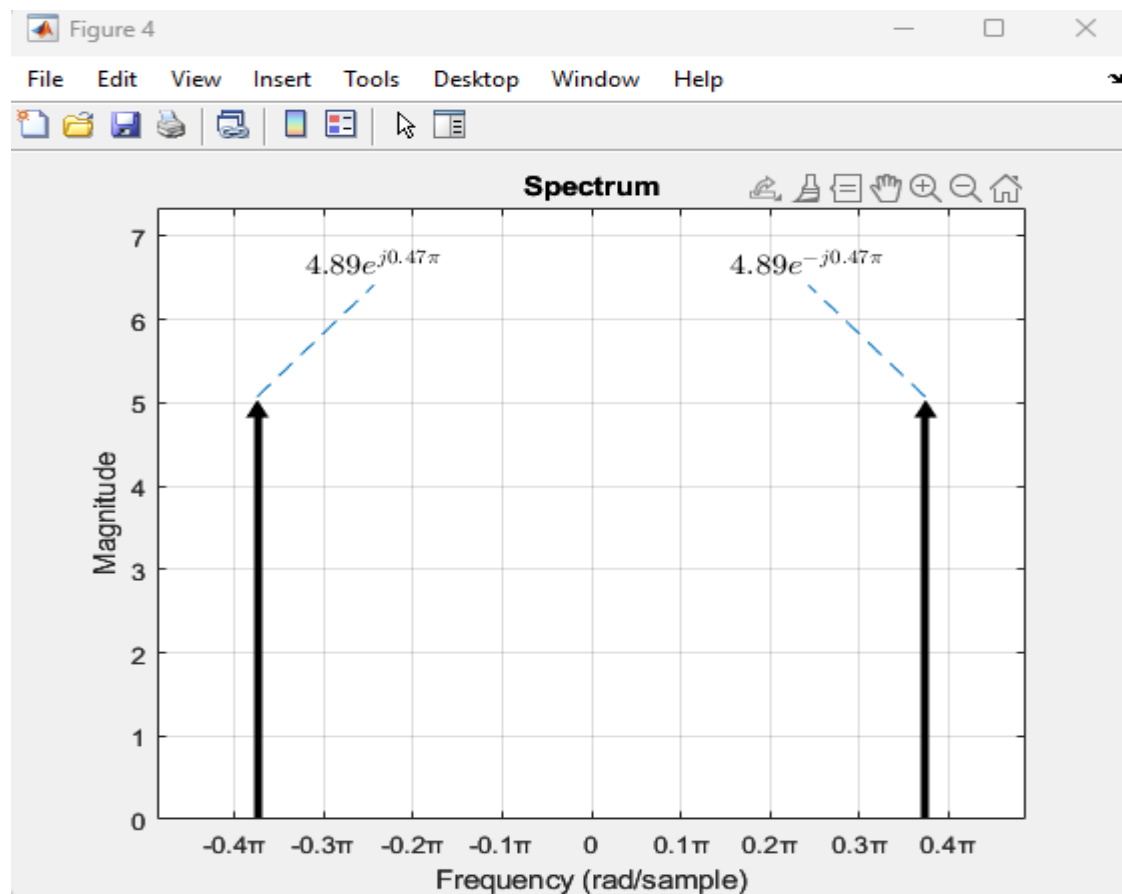 Figure 4
File Edit View Insert Tools Desktop Window Help
Spectrum
7
4.89e^{j0.47π} 4.89e^{-j0.47π}
6
5
4
Magnitude
3
2
1
0
-0.4π -0.3π -0.2π -0.1π 0 0.1π 0.2π 0.3π 0.4π
Frequency (rad/sample)